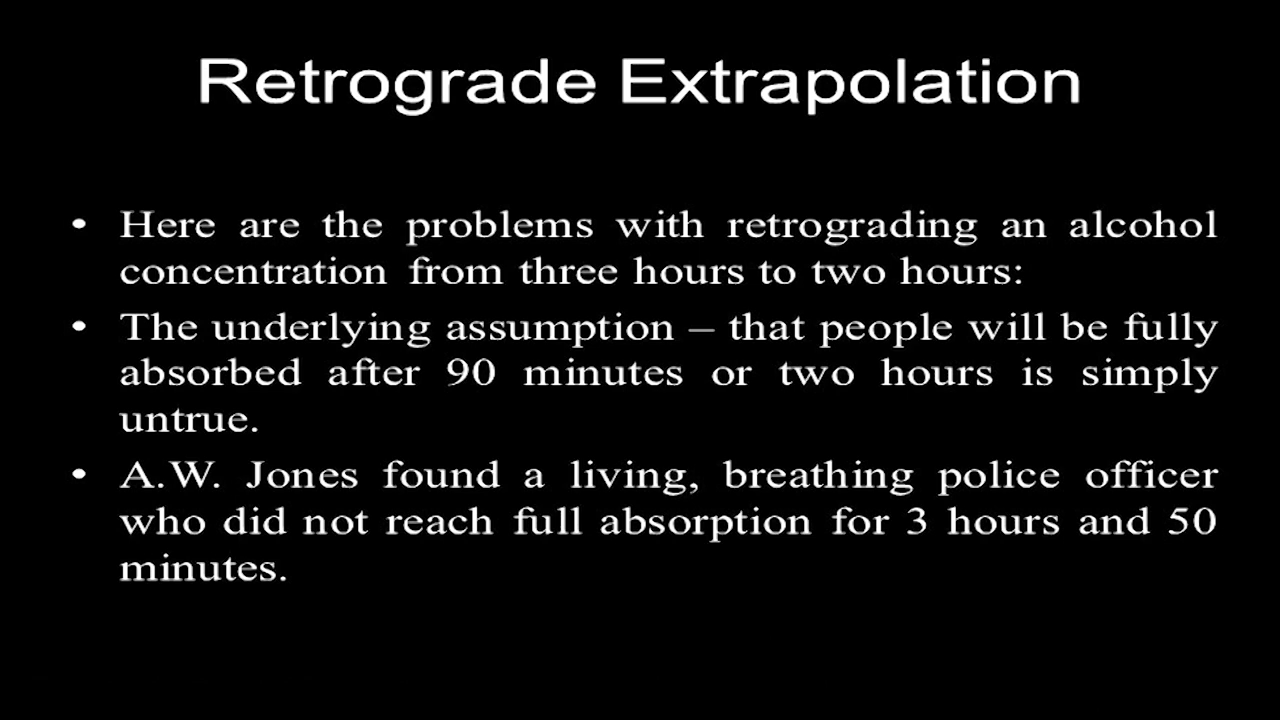 Retrograde Extrapolation
• Here are the problems with retrograding an alcohol
concentration from three hours to two hours:
• The underlying assumption – that people will be fully
absorbed after 90 minutes or two hours is simply
untrue.
• A.W. Jones found a living, breathing police officer
who did not reach full absorption for 3 hours and 50
minutes.